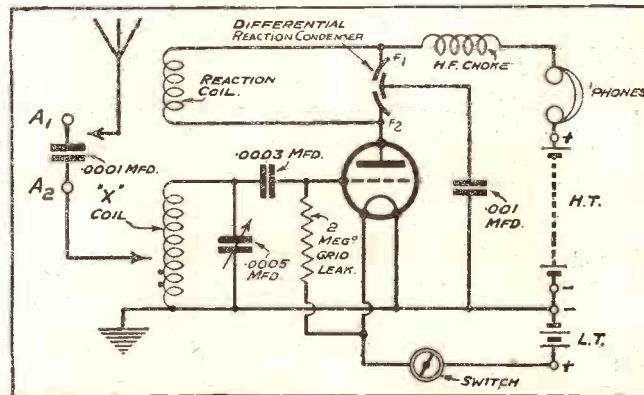 DIFFERENTIAL
REACTION CONDENSER
F1
H.F. CHOKE
REACTION
COIL.
'PHONES
A1
F2
+
.0001 MFD.
.0003 MFD.
A2
"X"
COIL
.001
MFD.
H.T.
2
MEGº
GRID
LEAK.
.0005
MFD.
-
-
L.T.
+
SWITCH